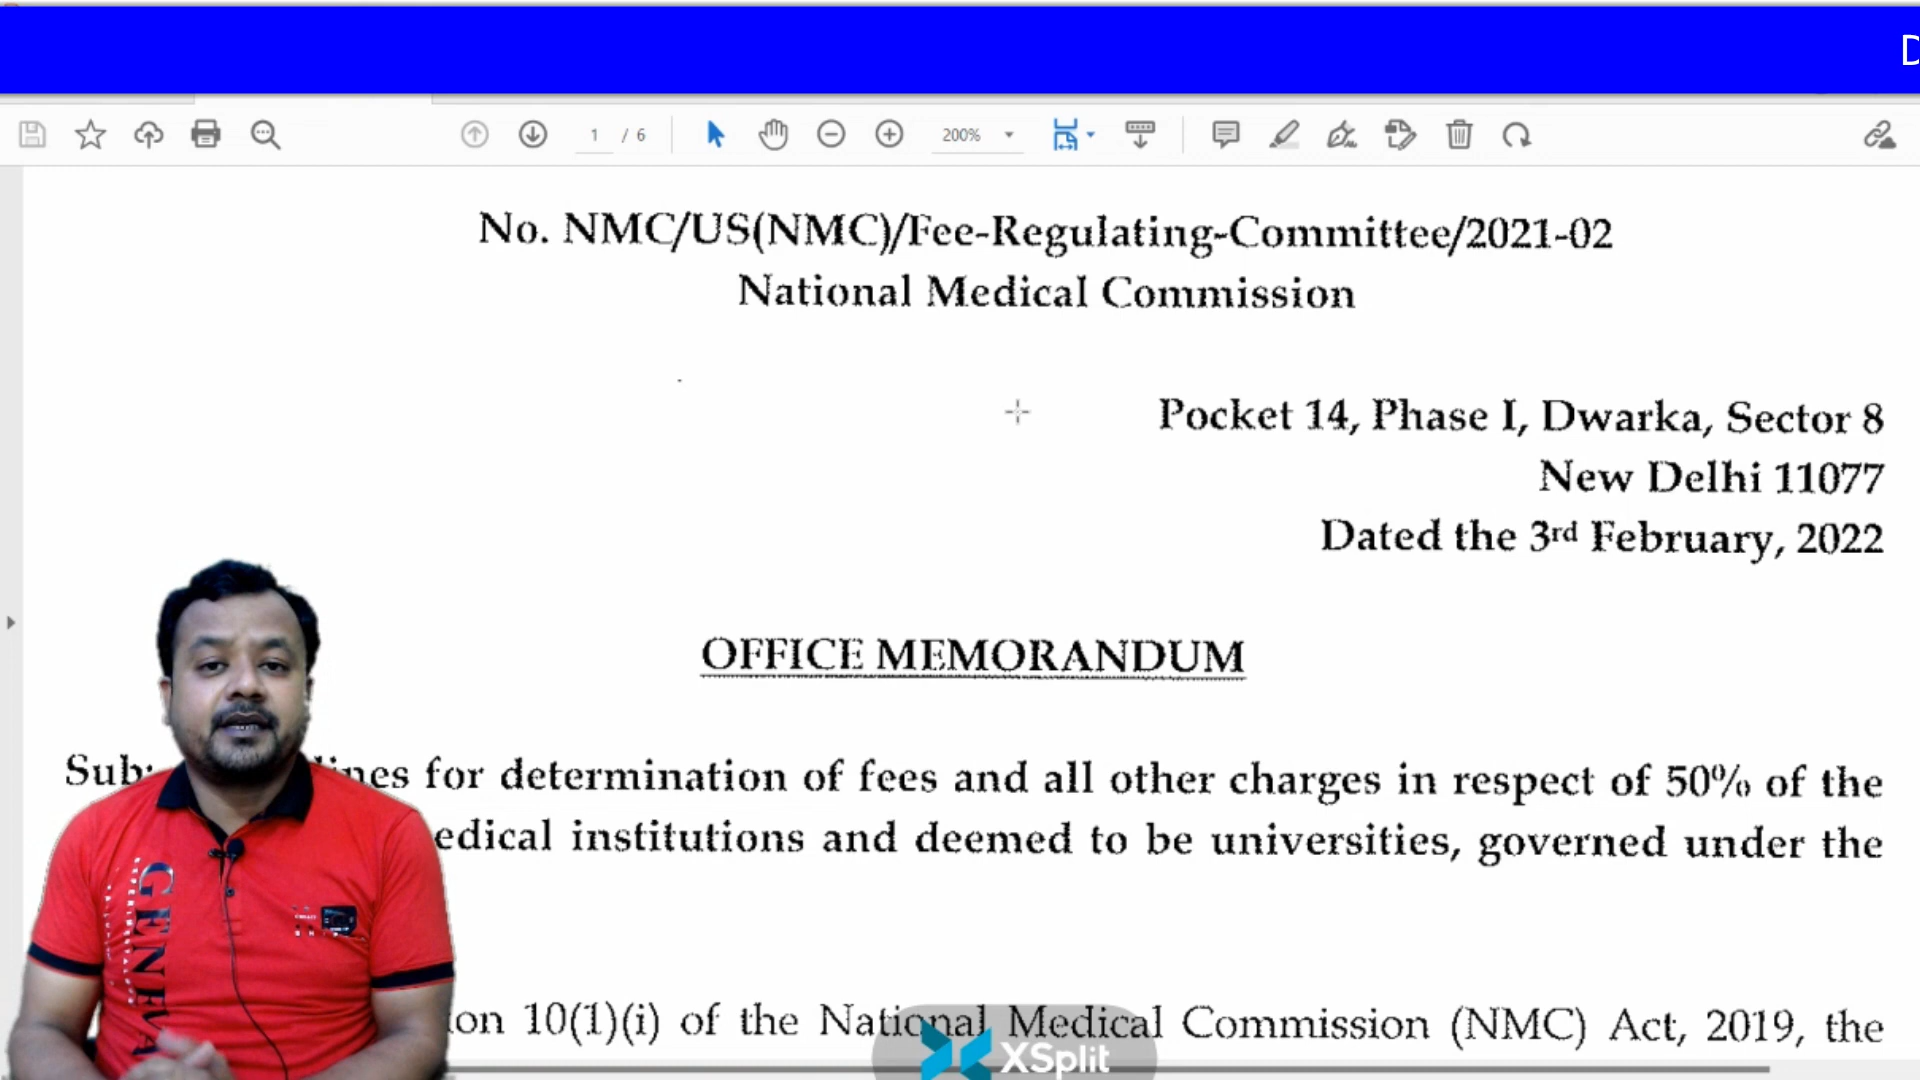 D
1 / 6
200%
No. NMC/US(NMC)/Fee-Regulating-Committee/2021-02
National Medical Commission
Pocket 14, Phase I, Dwarka, Sector 8
New Delhi 11077
Dated the 3rd February, 2022
OFFICE MEMORANDUM
Sub: lines for determination of fees and all other charges in respect of 50% of the
edical institutions and deemed to be universities, governed under the
ion 10(1)(i) of the National Medical Commission (NMC) Act, 2019, the
GENEVA
XSplit